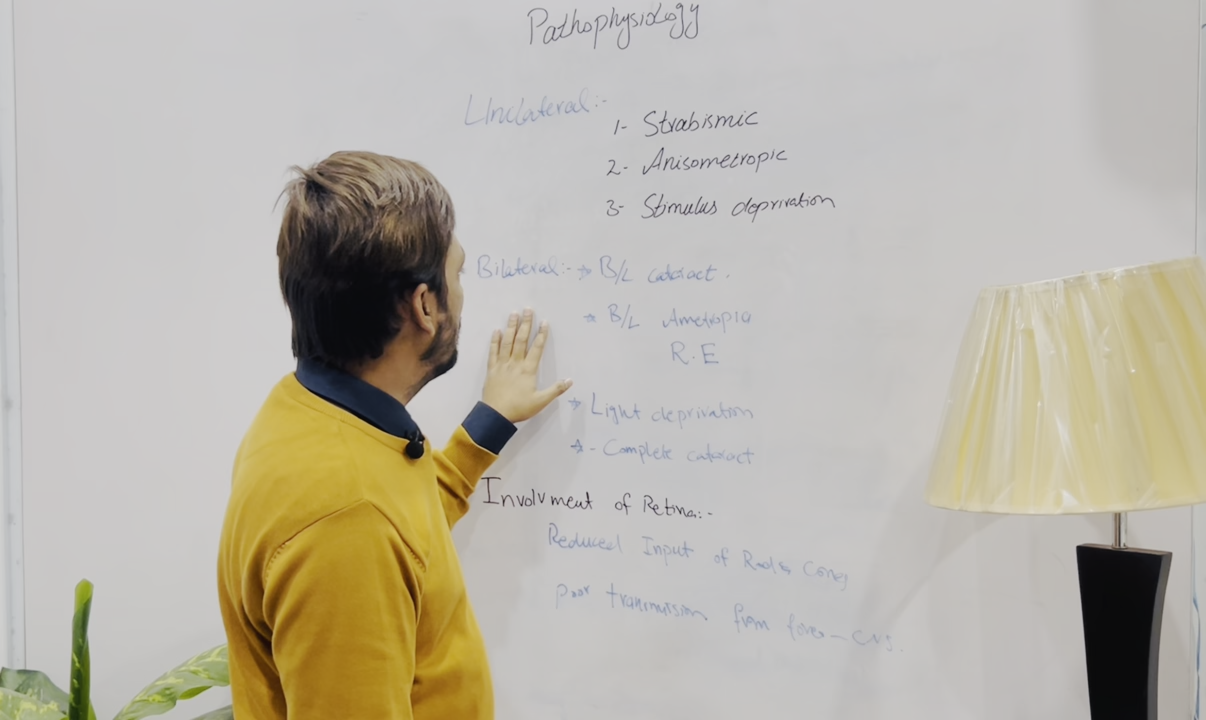 Pathophysiology
Unilateral:-
1- Strabismic
2- Anisometropic
3- Stimulus deprivation
Bilateral:- → B/L cataract.
* B/L Ametropia
R.E
→ Light deprivation
*- Complete cataract
Involvment of Retina:-
Reduced Input of Rods Cones
Poor transmission from fovea - CNS.